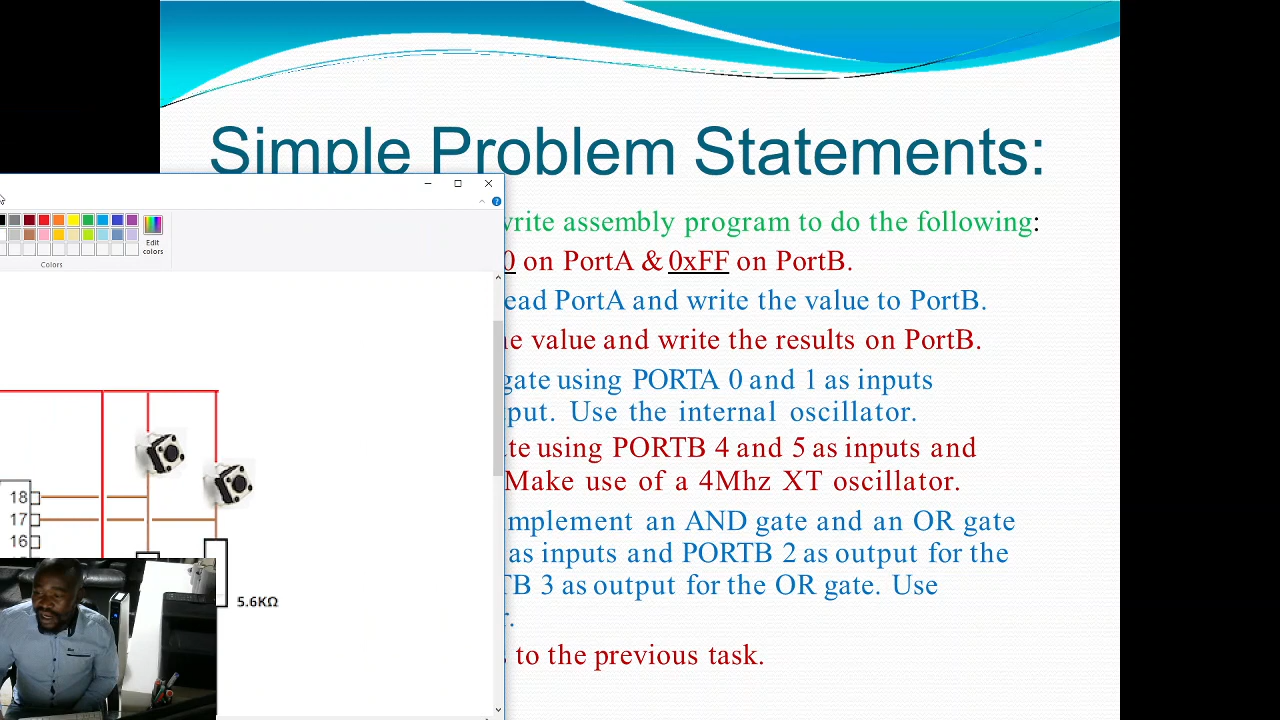 Simple Problem Statements:
write assembly program to do the following:
0 on PortA & 0xFF on PortB.
ead PortA and write the value to PortB.
he value and write the results on PortB.
gate using PORTA 0 and 1 as inputs
put. Use the internal oscillator.
te using PORTB 4 and 5 as inputs and
Make use of a 4Mhz XT oscillator.
mplement an AND gate and an OR gate
as inputs and PORTB 2 as output for the
TB 3 as output for the OR gate. Use
r.
s to the previous task.
Edit
colors
Colors
18
17
16
5.6KΩ